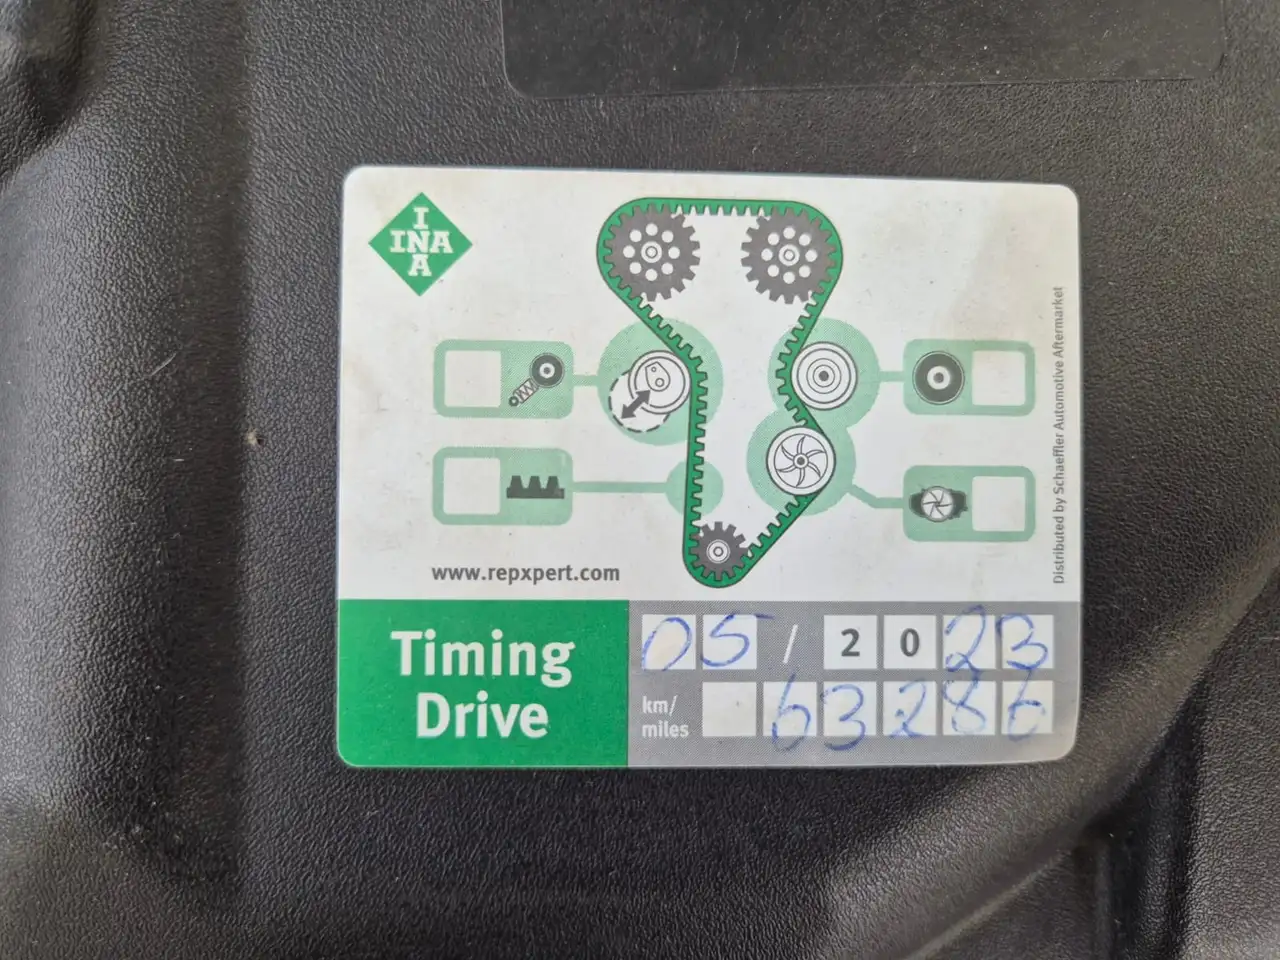 I
INA
A
Distributed by Schaeffler Automotive Aftermarket
www.repxpert.com
Timing
Drive
05 / 2023
km/
miles
63286